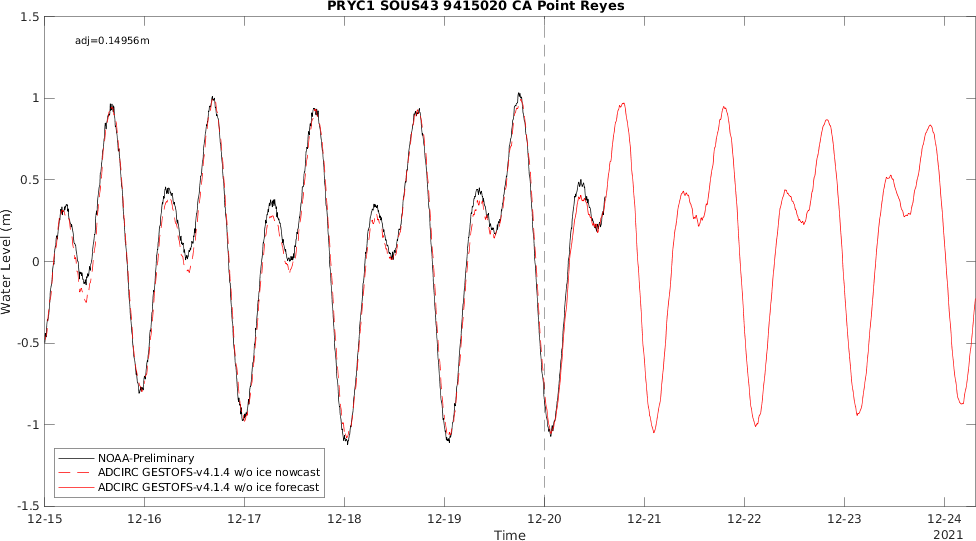 PRYC1 SOUS43 9415020 CA Point Reyes
adj=0.14956m
1.5
1
0.5
0
-0.5
-1
-1.5
Water Level (m)
NOAA-Preliminary
ADCIRC GESTOFS-v4.1.4 w/o ice nowcast
ADCIRC GESTOFS-v4.1.4 w/o ice forecast
12-15 12-16 12-17 12-18 12-19 12-20 12-21 12-22 12-23 12-24
Time
2021